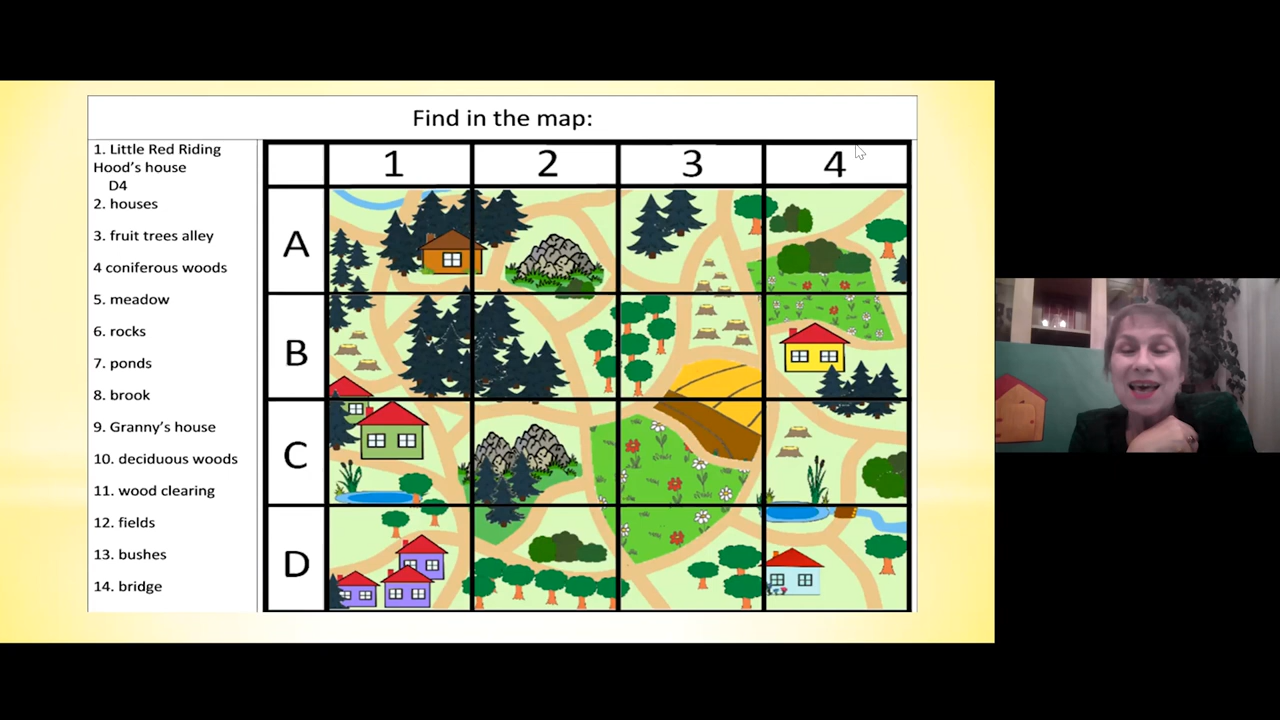 Find in the map:
1. Little Red Riding
Hood's house
D4
2. houses
3. fruit trees alley
4 coniferous woods
5. meadow
6. rocks
7. ponds
8. brook
9. Granny's house
10. deciduous woods
11. wood clearing
12. fields
13. bushes
14. bridge
1 2 3 4
A
B
C
D